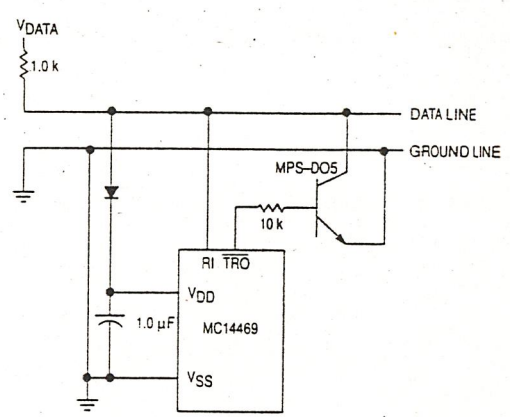 VDATA
1.0 k
DATA LINE
GROUND LINE
MPS–DO5
10 k
RI TRO
VDD
1.0 µF
MC14469
VSS